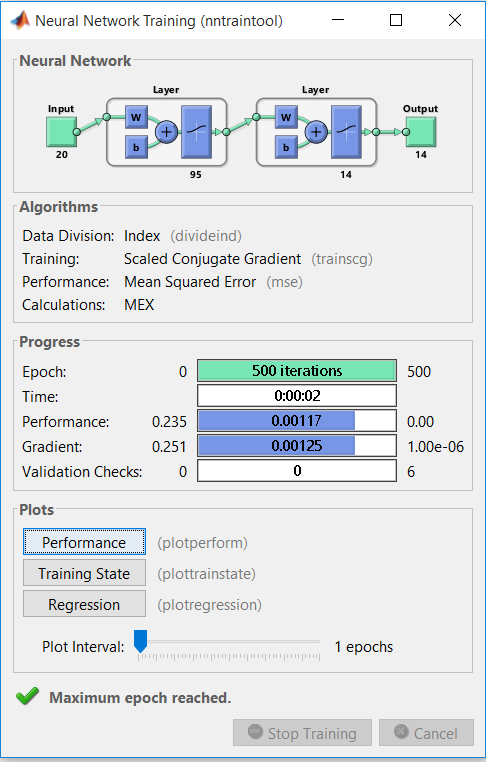 Neural Network Training (nntraintool)
Neural Network
Layer Layer
Input Output
W W
+ +
b b
20 14
95 14
Algorithms
Data Division: Index (divideind)
Training: Scaled Conjugate Gradient (trainscg)
Performance: Mean Squared Error (mse)
Calculations: MEX
Progress
Epoch: 0 500 iterations 500
Time: 0:00:02
Performance: 0.235 0.00117 0.00
Gradient: 0.251 0.00125 1.00e-06
Validation Checks: 0 0 6
Plots
Performance (plotperform)
Training State (plottrainstate)
Regression (plotregression)
Plot Interval: 1 epochs
Maximum epoch reached.
Stop Training Cancel